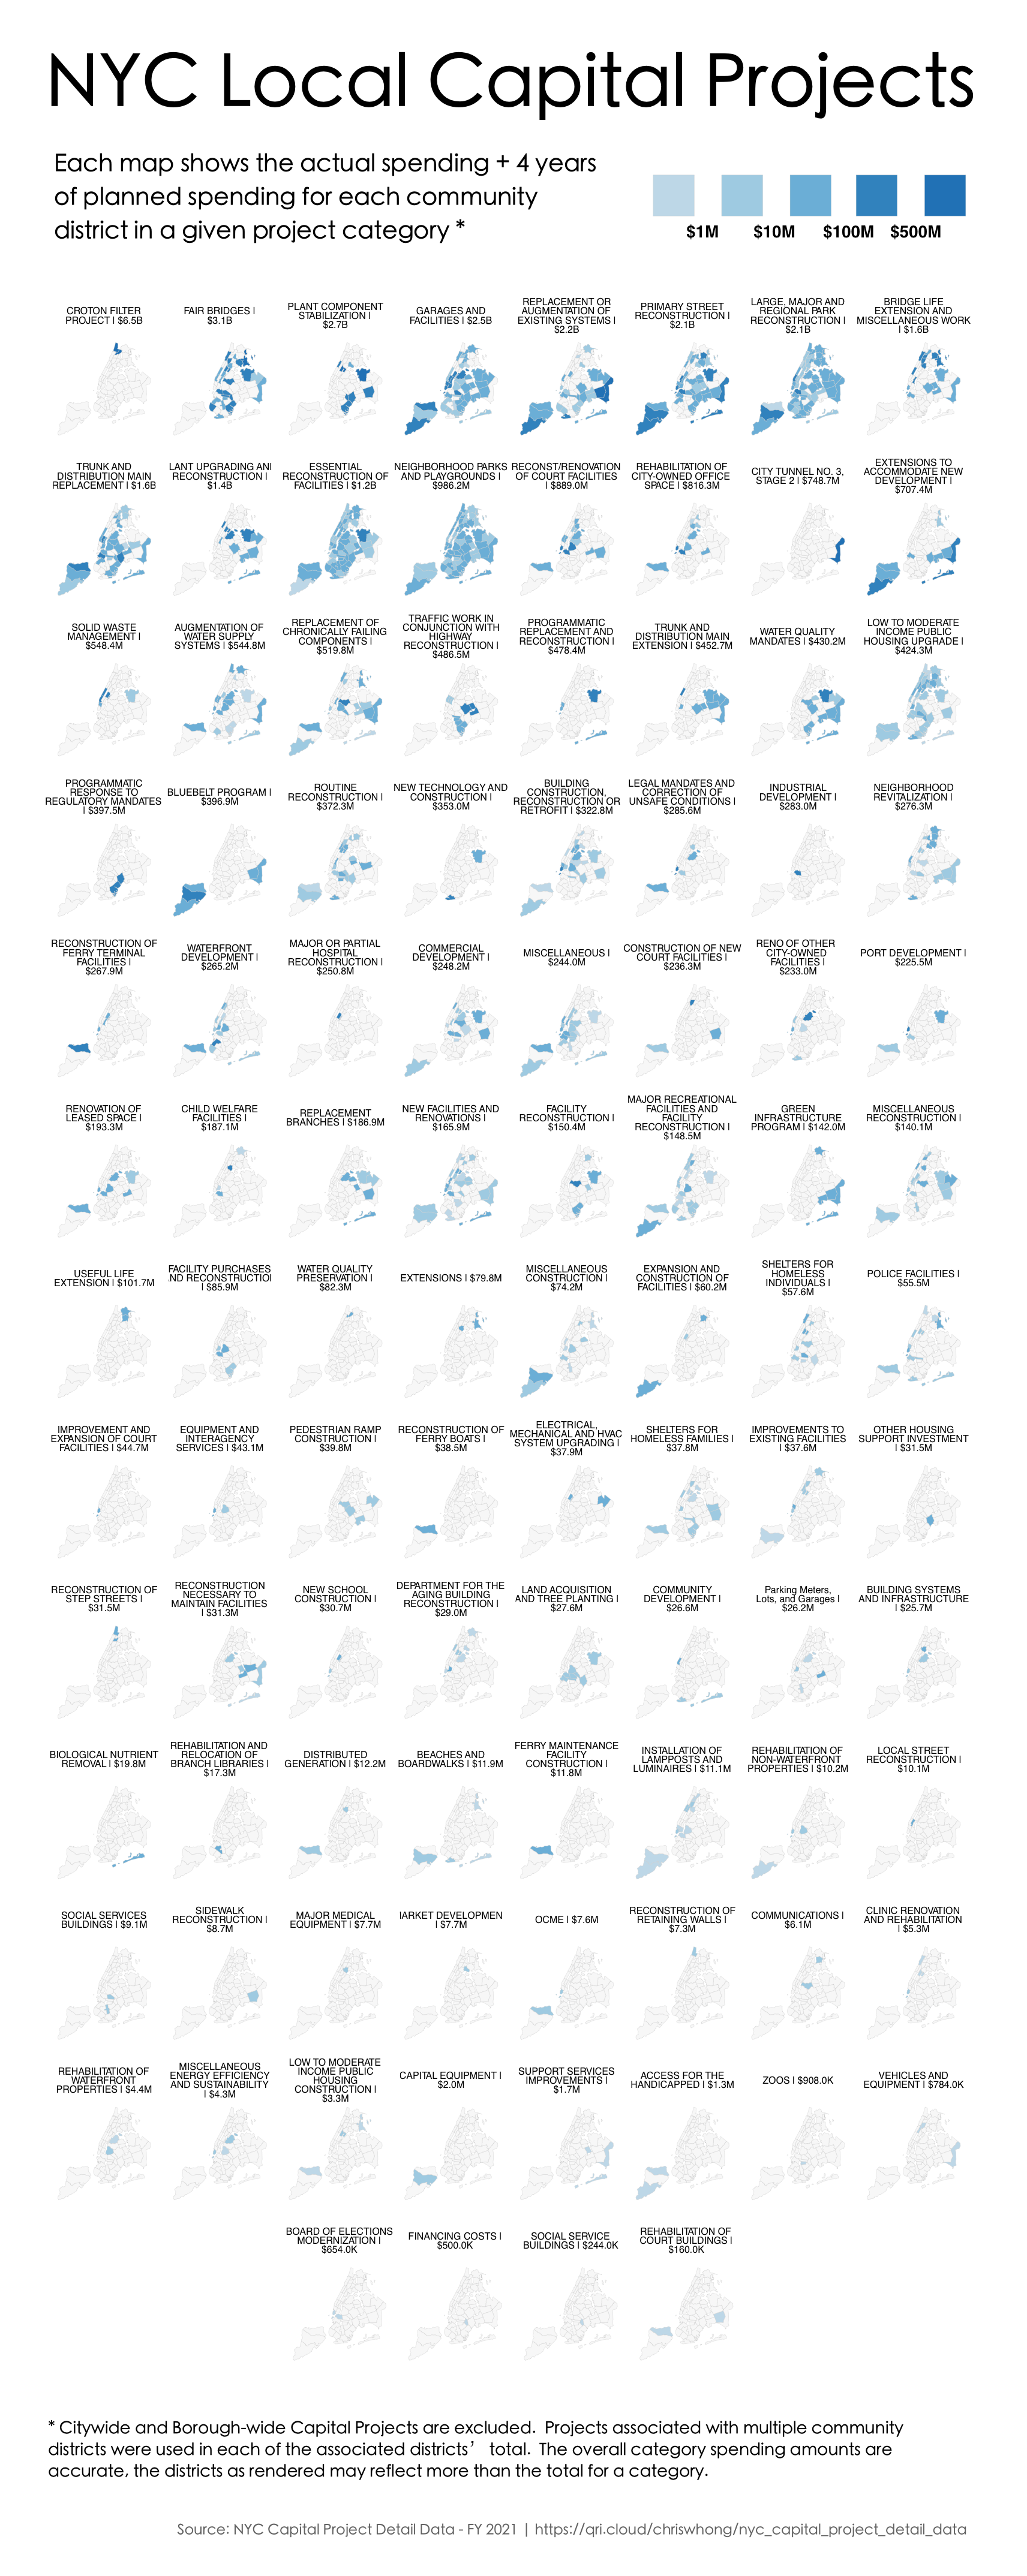 NYC Local Capital Projects
Each map shows the actual spending + 4 years
of planned spending for each community
district in a given project category *
$1M $10M $100M $500M
CROTON FILTER
PROJECT | $6.5B
FAIR BRIDGES |
$3.1B
PLANT COMPONENT
STABILIZATION |
$2.7B
GARAGES AND
FACILITIES | $2.5B
REPLACEMENT OR
AUGMENTATION OF
EXISTING SYSTEMS |
$2.2B
PRIMARY STREET
RECONSTRUCTION |
$2.1B
LARGE, MAJOR AND
REGIONAL PARK
RECONSTRUCTION |
$2.1B
BRIDGE LIFE
EXTENSION AND
MISCELLANEOUS WORK
| $1.6B
TRUNK AND
DISTRIBUTION MAIN
REPLACEMENT | $1.6B
LANT UPGRADING AND
RECONSTRUCTION |
$1.4B
ESSENTIAL
RECONSTRUCTION OF
FACILITIES | $1.2B
NEIGHBORHOOD PARKS
AND PLAYGROUNDS |
$986.2M
RECONST/RENOVATION
OF COURT FACILITIES
| $889.0M
REHABILITATION OF
CITY-OWNED OFFICE
SPACE | $816.3M
CITY TUNNEL NO. 3,
STAGE 2 | $748.7M
EXTENSIONS TO
ACCOMMODATE NEW
DEVELOPMENT |
$707.4M
SOLID WASTE
MANAGEMENT |
$548.4M
AUGMENTATION OF
WATER SUPPLY
SYSTEMS | $544.8M
REPLACEMENT OF
CHRONICALLY FAILING
COMPONENTS |
$519.8M
TRAFFIC WORK IN
CONJUNCTION WITH
HIGHWAY
RECONSTRUCTION |
$486.5M
PROGRAMMATIC
REPLACEMENT AND
RECONSTRUCTION |
$478.4M
TRUNK AND
DISTRIBUTION MAIN
EXTENSION | $452.7M
WATER QUALITY
MANDATES | $430.2M
LOW TO MODERATE
INCOME PUBLIC
HOUSING UPGRADE |
$424.3M
PROGRAMMATIC
RESPONSE TO
REGULATORY MANDATES
| $397.5M
BLUEBELT PROGRAM |
$396.9M
ROUTINE
RECONSTRUCTION |
$372.3M
NEW TECHNOLOGY AND
CONSTRUCTION |
$353.0M
BUILDING
CONSTRUCTION,
RECONSTRUCTION OR
RETROFIT | $322.8M
LEGAL MANDATES AND
CORRECTION OF
UNSAFE CONDITIONS |
$285.6M
INDUSTRIAL
DEVELOPMENT |
$283.0M
NEIGHBORHOOD
REVITALIZATION |
$276.3M
RECONSTRUCTION OF
FERRY TERMINAL
FACILITIES |
$267.9M
WATERFRONT
DEVELOPMENT |
$265.2M
MAJOR OR PARTIAL
HOSPITAL
RECONSTRUCTION |
$250.8M
COMMERCIAL
DEVELOPMENT |
$248.2M
MISCELLANEOUS |
$244.0M
CONSTRUCTION OF NEW
COURT FACILITIES |
$236.3M
RENO OF OTHER
CITY-OWNED
FACILITIES |
$233.0M
PORT DEVELOPMENT |
$225.5M
RENOVATION OF
LEASED SPACE |
$193.3M
CHILD WELFARE
FACILITIES |
$187.1M
REPLACEMENT
BRANCHES | $186.9M
NEW FACILITIES AND
RENOVATIONS |
$165.9M
FACILITY
RECONSTRUCTION |
$150.4M
MAJOR RECREATIONAL
FACILITIES AND
FACILITY
RECONSTRUCTION |
$148.5M
GREEN
INFRASTRUCTURE
PROGRAM | $142.0M
MISCELLANEOUS
RECONSTRUCTION |
$140.1M
USEFUL LIFE
EXTENSION | $101.7M
FACILITY PURCHASES
ND RECONSTRUCTIO
| $85.9M
WATER QUALITY
PRESERVATION |
$82.3M
EXTENSIONS | $79.8M
MISCELLANEOUS
CONSTRUCTION |
$74.2M
EXPANSION AND
CONSTRUCTION OF
FACILITIES | $60.2M
SHELTERS FOR
HOMELESS
INDIVIDUALS |
$57.6M
POLICE FACILITIES |
$55.5M
IMPROVEMENT AND
EXPANSION OF COURT
FACILITIES | $44.7M
EQUIPMENT AND
INTERAGENCY
SERVICES | $43.1M
PEDESTRIAN RAMP
CONSTRUCTION |
$39.8M
RECONSTRUCTION OF
FERRY BOATS |
$38.5M
ELECTRICAL,
MECHANICAL AND HVAC
SYSTEM UPGRADING |
$37.9M
SHELTERS FOR
HOMELESS FAMILIES |
$37.8M
IMPROVEMENTS TO
EXISTING FACILITIES
| $37.6M
OTHER HOUSING
SUPPORT INVESTMENT
| $31.5M
RECONSTRUCTION OF
STEP STREETS |
$31.5M
RECONSTRUCTION
NECESSARY TO
MAINTAIN FACILITIES
| $31.3M
NEW SCHOOL
CONSTRUCTION |
$30.7M
DEPARTMENT FOR THE
AGING BUILDING
RECONSTRUCTION |
$29.0M
LAND ACQUISITION
AND TREE PLANTING |
$27.6M
COMMUNITY
DEVELOPMENT |
$26.6M
Parking Meters,
Lots, and Garages |
$26.2M
BUILDING SYSTEMS
AND INFRASTRUCTURE
| $25.7M
BIOLOGICAL NUTRIENT
REMOVAL | $19.8M
REHABILITATION AND
RELOCATION OF
BRANCH LIBRARIES |
$17.3M
DISTRIBUTED
GENERATION | $12.2M
BEACHES AND
BOARDWALKS | $11.9M
FERRY MAINTENANCE
FACILITY
CONSTRUCTION |
$11.8M
INSTALLATION OF
LAMPPOSTS AND
LUMINAIRES | $11.1M
REHABILITATION OF
NON-WATERFRONT
PROPERTIES | $10.2M
LOCAL STREET
RECONSTRUCTION |
$10.1M
SOCIAL SERVICES
BUILDINGS | $9.1M
SIDEWALK
RECONSTRUCTION |
$8.7M
MAJOR MEDICAL
EQUIPMENT | $7.7M
IARKET DEVELOPMEN
| $7.7M
OCME | $7.6M
RECONSTRUCTION OF
RETAINING WALLS |
$7.3M
COMMUNICATIONS |
$6.1M
CLINIC RENOVATION
AND REHABILITATION
| $5.3M
REHABILITATION OF
WATERFRONT
PROPERTIES | $4.4M
MISCELLANEOUS
ENERGY EFFICIENCY
AND SUSTAINABILITY
| $4.3M
LOW TO MODERATE
INCOME PUBLIC
HOUSING
CONSTRUCTION |
$3.3M
CAPITAL EQUIPMENT |
$2.0M
SUPPORT SERVICES
IMPROVEMENTS |
$1.7M
ACCESS FOR THE
HANDICAPPED | $1.3M
ZOOS | $908.0K
VEHICLES AND
EQUIPMENT | $784.0K
BOARD OF ELECTIONS
MODERNIZATION |
$654.0K
FINANCING COSTS |
$500.0K
SOCIAL SERVICE
BUILDINGS | $244.0K
REHABILITATION OF
COURT BUILDINGS |
$160.0K
* Citywide and Borough-wide Capital Projects are excluded. Projects associated with multiple community
districts were used in each of the associated districts’ total. The overall category spending amounts are
accurate, the districts as rendered may reflect more than the total for a category.
Source: NYC Capital Project Detail Data - FY 2021 | https://qri.cloud/chriswhong/nyc_capital_project_detail_data